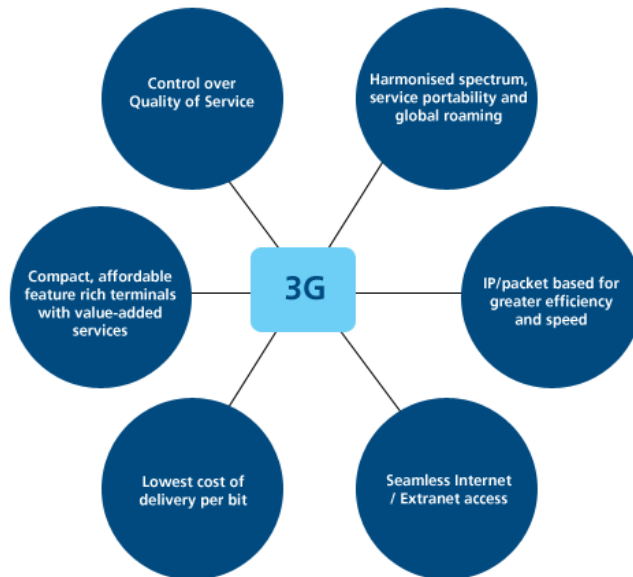 Control over
Quality of Service
Harmonised spectrum,
service portability and
global roaming
Compact, affordable
feature rich terminals
with value-added
services
3G
IP/packet based for
greater efficiency
and speed
Lowest cost of
delivery per bit
Seamless Internet
/ Extranet access